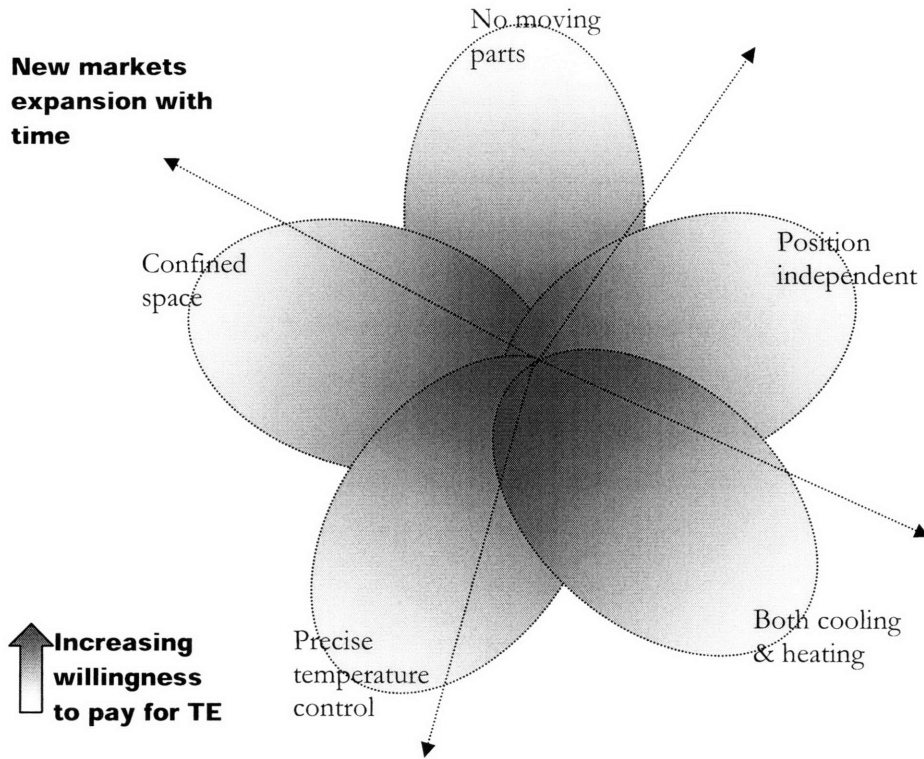 No moving
parts
New markets
expansion with
time
Confined
space
Position
independent
Both cooling
& heating
Precise
temperature
control
Increasing
willingness
to pay for TE